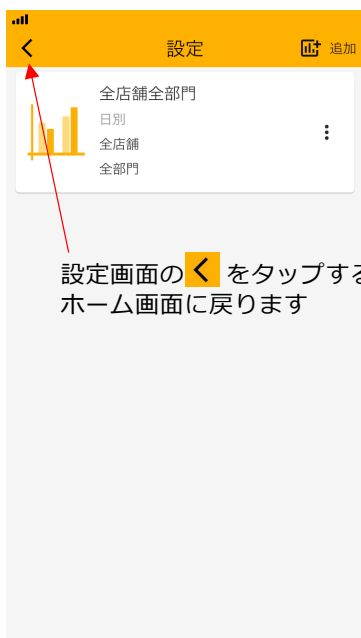 設定
追加
全店舗全部門
日別
全店舗
全部門
設定画面の く をタップする
ホーム画面に戻ります